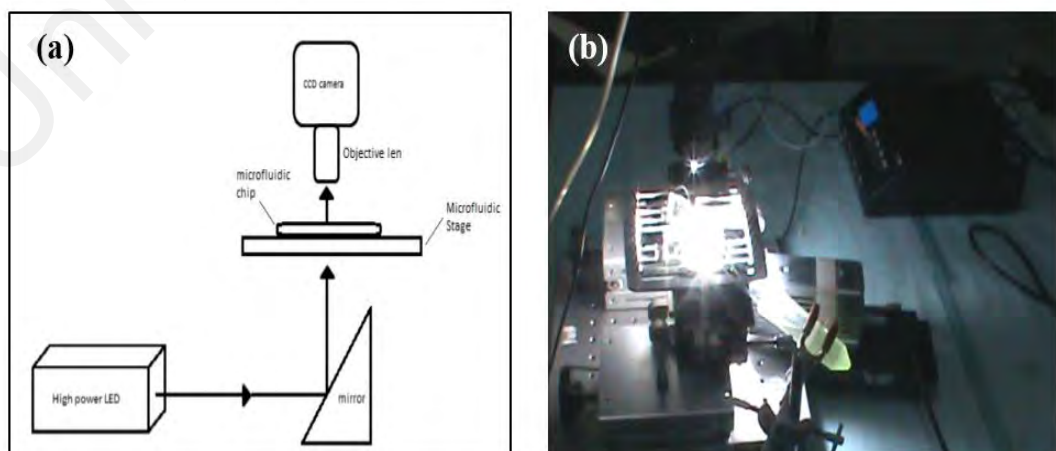 (a)
CCD camera
Objective len
microfluidic
chip
Microfluidic
Stage
High power LED
mirror
(b)